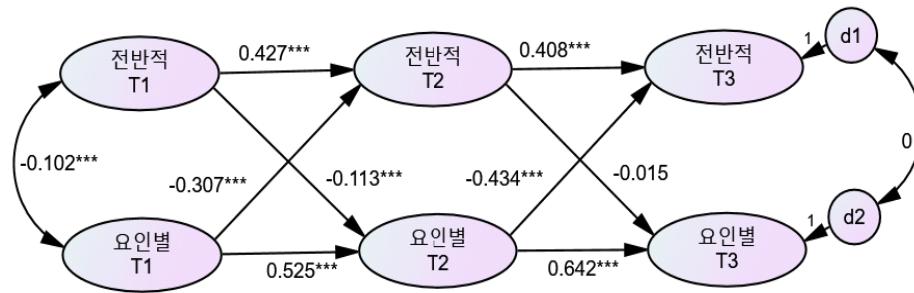 전반적
T1
0.427***
전반적
T2
0.408***
전반적
T3
1
d1
-0.102***
-0.307***
-0.113***
-0.434***
-0.015
0
요인별
T1
0.525***
요인별
T2
0.642***
요인별
T3
1
d2